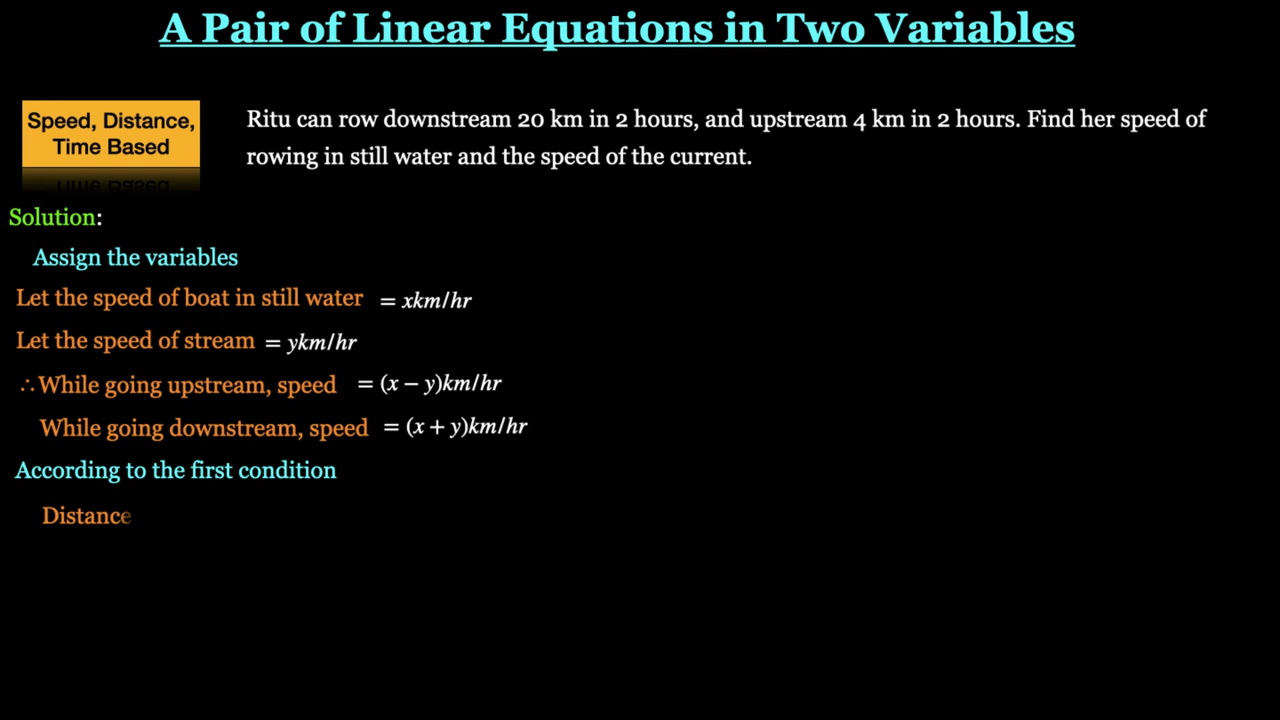 A Pair of Linear Equations in Two Variables
Speed, Distance,
Time Based
Ritu can row downstream 20 km in 2 hours, and upstream 4 km in 2 hours. Find her speed of
rowing in still water and the speed of the current.
Solution:
Assign the variables
Let the speed of boat in still water = xkm/hr
Let the speed of stream = ykm/hr
∴ While going upstream, speed = (x − y)km/hr
While going downstream, speed = (x + y)km/hr
According to the first condition
Distance